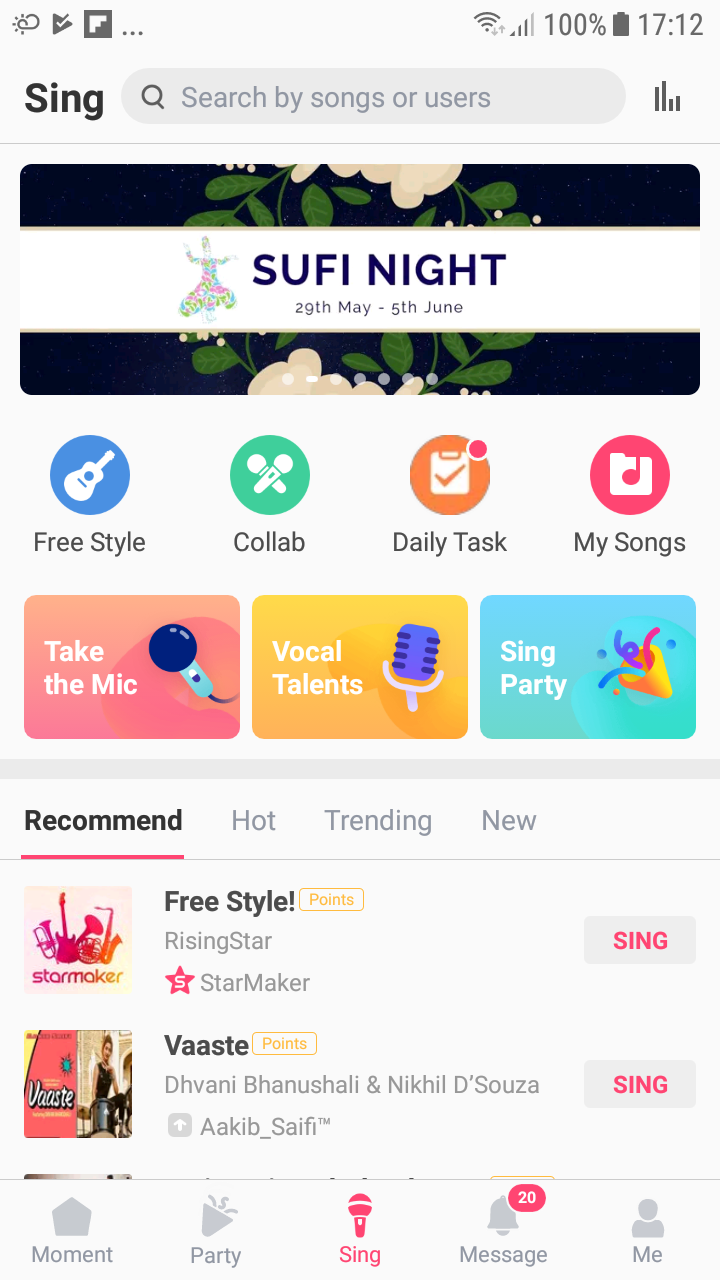 ... 100% 17:12
Sing Search by songs or users
SUFI NIGHT
29th May - 5th June
Free Style Collab Daily Task My Songs
Take
the Mic
Vocal
Talents
Sing
Party
Recommend Hot Trending New
Free Style! Points
RisingStar
StarMaker
SING
starmaker
Vaaste Points
Dhvani Bhanushali & Nikhil D’Souza
Aakib_Saifi™
SING
Vaaste
20
Moment Party Sing Message Me